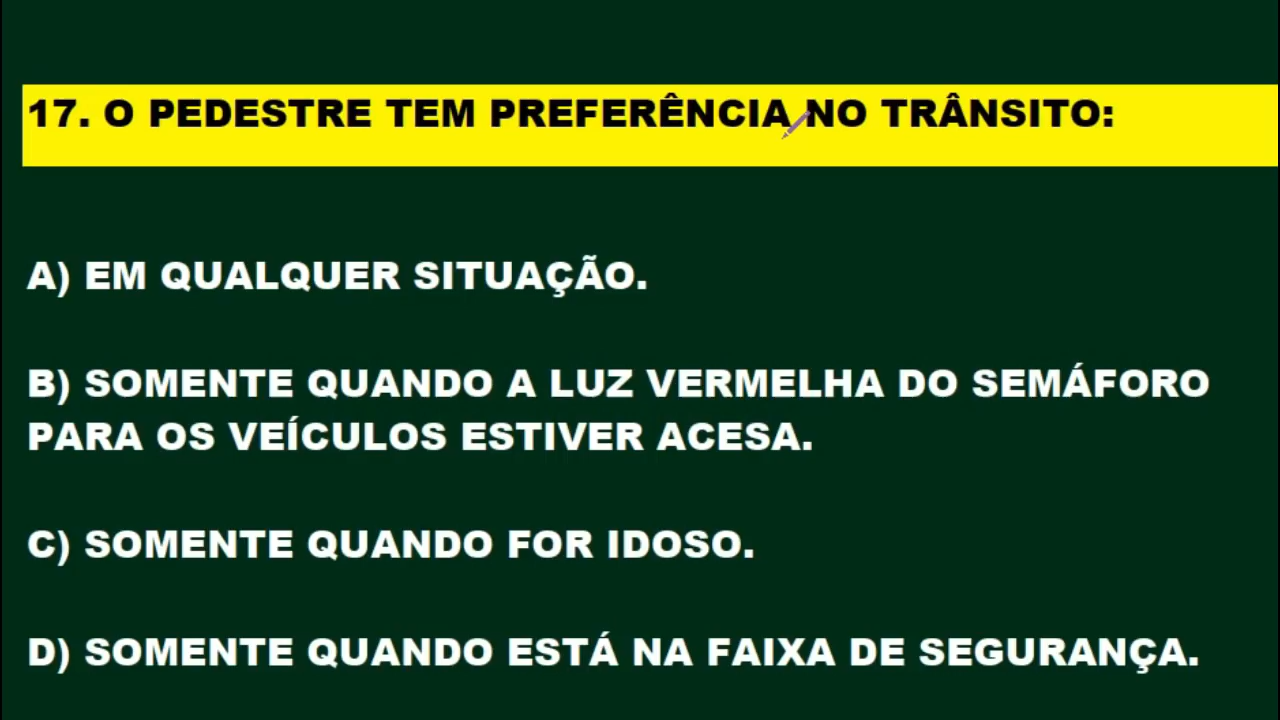 17. O PEDESTRE TEM PREFERÊNCIA NO TRÂNSITO:
A) EM QUALQUER SITUAÇÃO.
B) SOMENTE QUANDO A LUZ VERMELHA DO SEMÁFORO
PARA OS VEÍCULOS ESTIVER ACESA.
C) SOMENTE QUANDO FOR IDOSO.
D) SOMENTE QUANDO ESTÁ NA FAIXA DE SEGURANÇA.